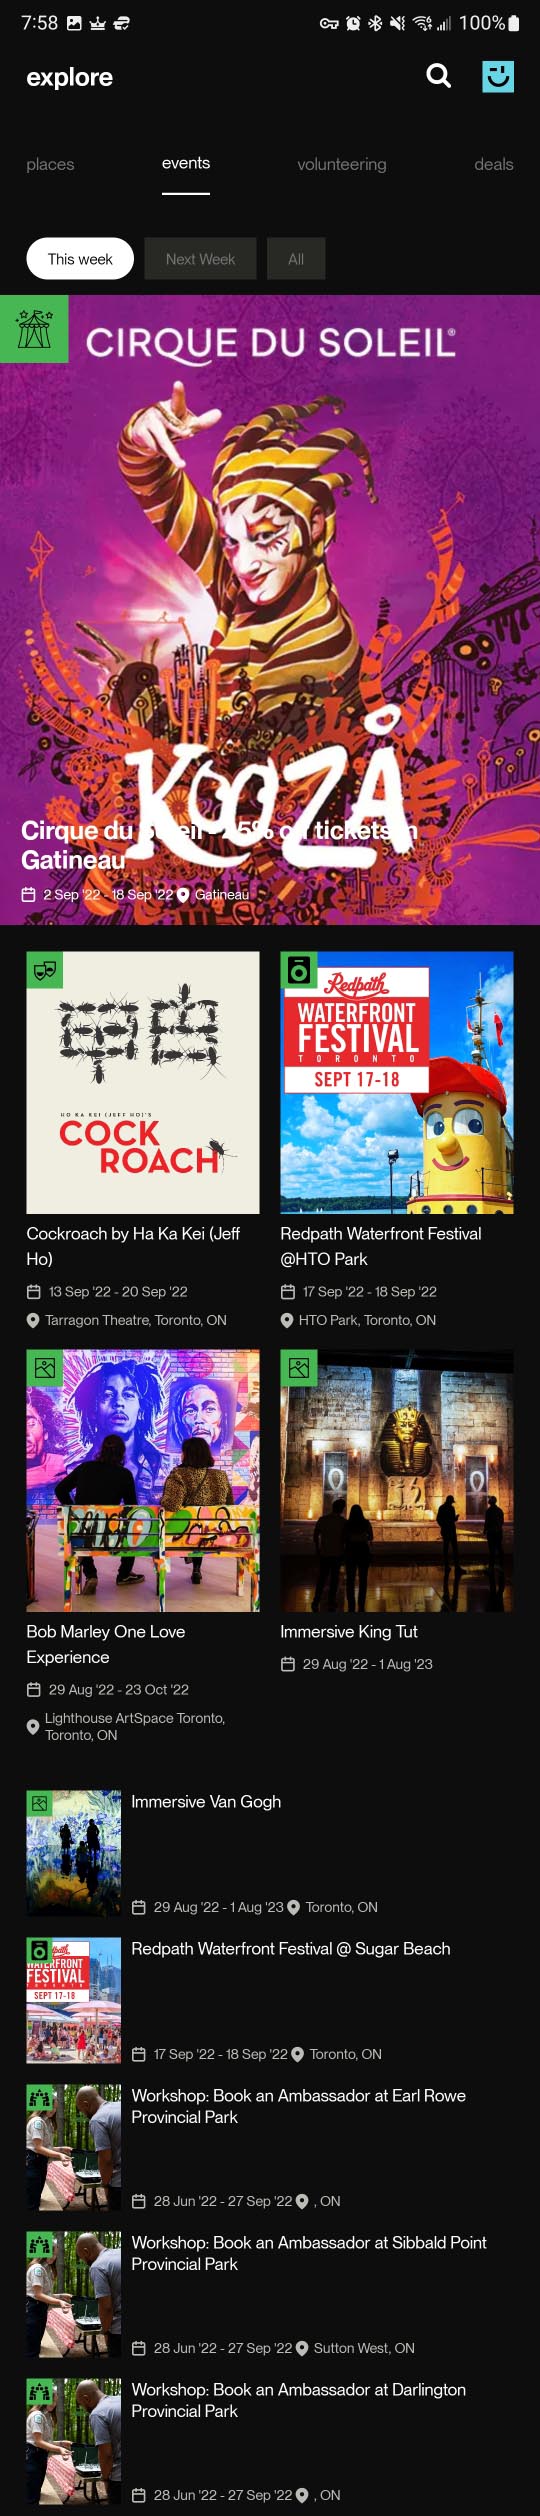 7:58
100%
explore
places
events
volunteering
deals
This week
Next Week
All
CIRQUE DU SOLEIL®
KOOZÅ
Cirque du Soleil - 25% on tickets in
Gatineau
2 Sep '22 - 18 Sep '22 Gatineau
HO KA KEI (JEFF HO)'S
COCK
ROACH
Redpath
WATERFRONT
FESTIVAL
TORONTO
SEPT 17-18
Cockroach by Ha Ka Kei (Jeff
Ho)
13 Sep '22 - 20 Sep '22
Tarragon Theatre, Toronto, ON
Redpath Waterfront Festival
@HTO Park
17 Sep '22 - 18 Sep '22
HTO Park, Toronto, ON
Bob Marley One Love
Experience
29 Aug '22 - 23 Oct '22
Lighthouse ArtSpace Toronto,
Toronto, ON
Immersive King Tut
29 Aug '22 - 1 Aug '23
Immersive Van Gogh
29 Aug '22 - 1 Aug '23 Toronto, ON
FESTIVAL
SEPT 17-18
Redpath Waterfront Festival @ Sugar Beach
17 Sep '22 - 18 Sep '22 Toronto, ON
Workshop: Book an Ambassador at Earl Rowe
Provincial Park
28 Jun '22 - 27 Sep '22 , ON
Workshop: Book an Ambassador at Sibbald Point
Provincial Park
28 Jun '22 - 27 Sep '22 Sutton West, ON
Workshop: Book an Ambassador at Darlington
Provincial Park
28 Jun '22 - 27 Sep '22 , ON